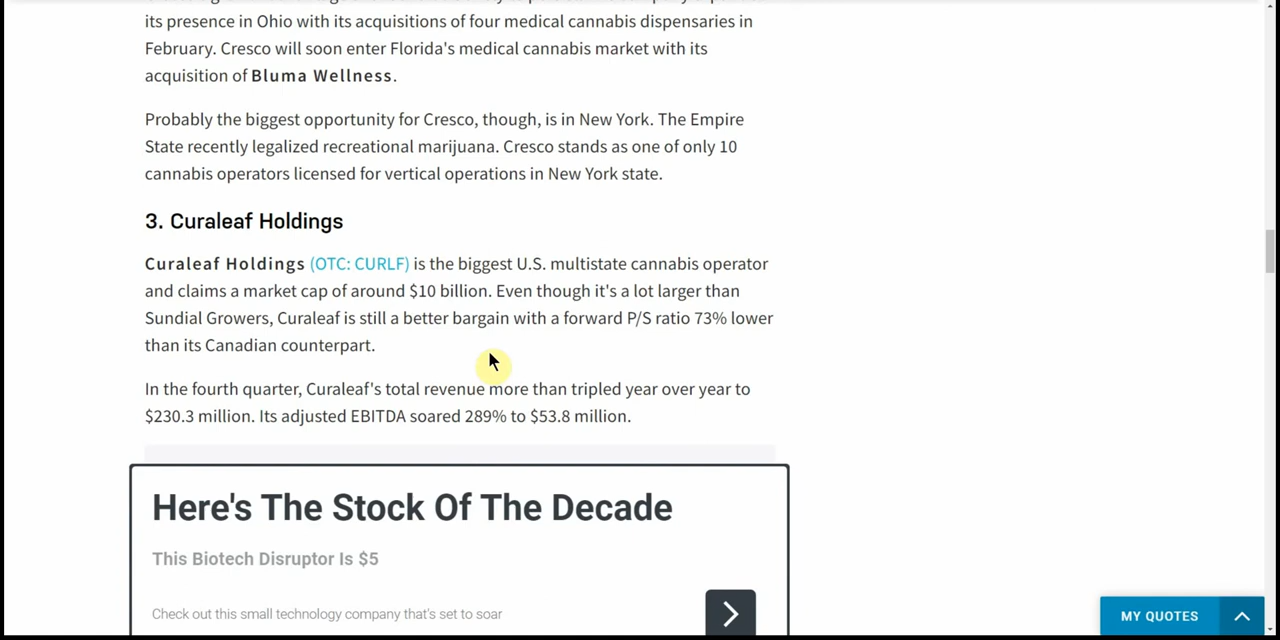 its presence in Ohio with its acquisitions of four medical cannabis dispensaries in
February. Cresco will soon enter Florida's medical cannabis market with its
acquisition of Bluma Wellness.
Probably the biggest opportunity for Cresco, though, is in New York. The Empire
State recently legalized recreational marijuana. Cresco stands as one of only 10
cannabis operators licensed for vertical operations in New York state.
3. Curaleaf Holdings
Curaleaf Holdings (OTC: CURLF) is the biggest U.S. multistate cannabis operator
and claims a market cap of around $10 billion. Even though it's a lot larger than
Sundial Growers, Curaleaf is still a better bargain with a forward P/S ratio 73% lower
than its Canadian counterpart.
In the fourth quarter, Curaleaf's total revenue more than tripled year over year to
$230.3 million. Its adjusted EBITDA soared 289% to $53.8 million.
Here's The Stock Of The Decade
This Biotech Disruptor Is $5
Check out this small technology company that's set to soar
MY QUOTES